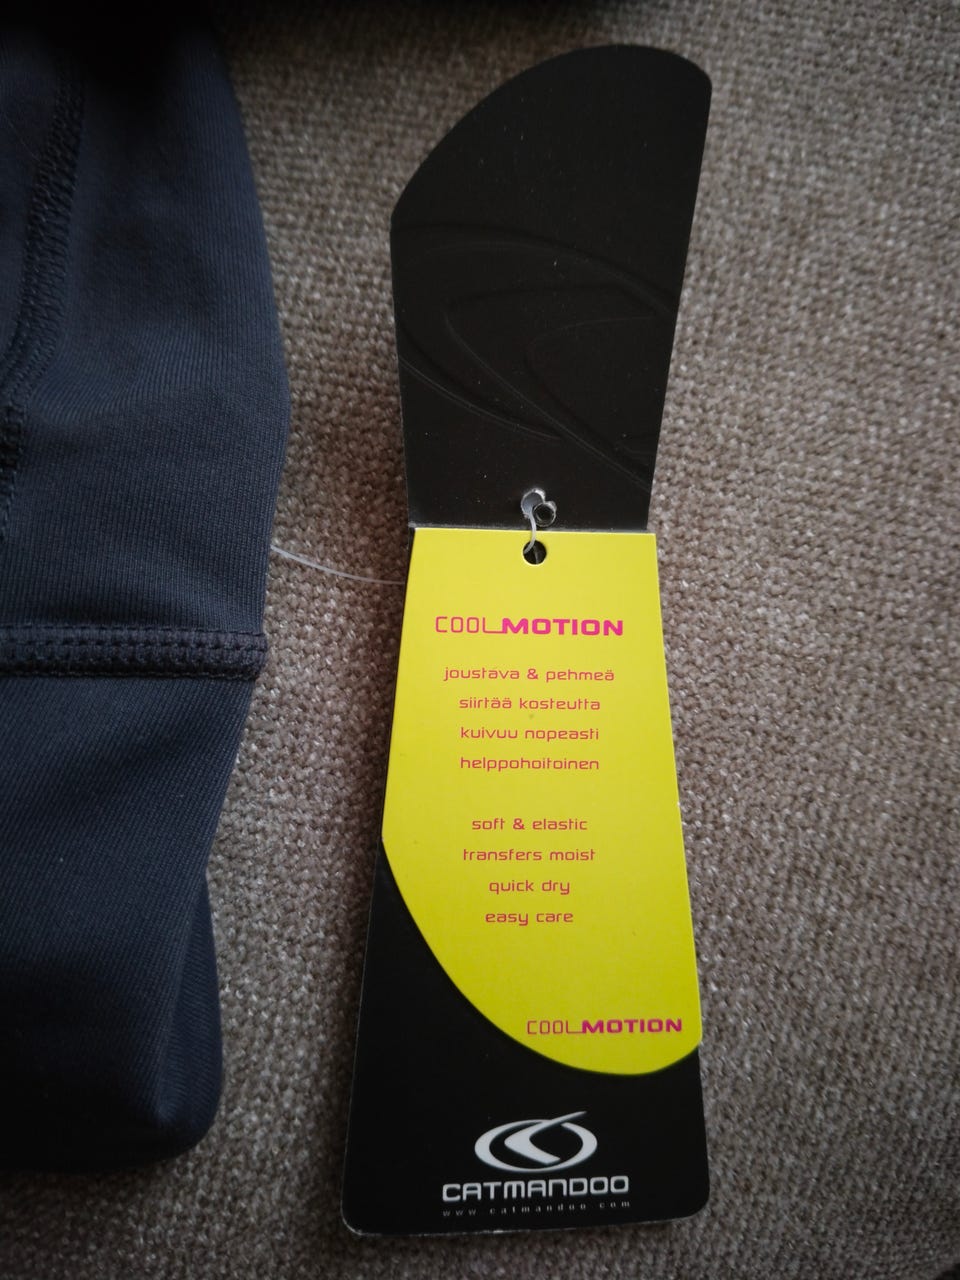 COOLMOTION
joustava & pehmeä
siirtää kosteutta
kuivuu nopeasti
helppohoitoinen
soft & elastic
transfers moist
quick dry
easy care
COOLMOTION
CATMANDOO
www.catmandoo.com